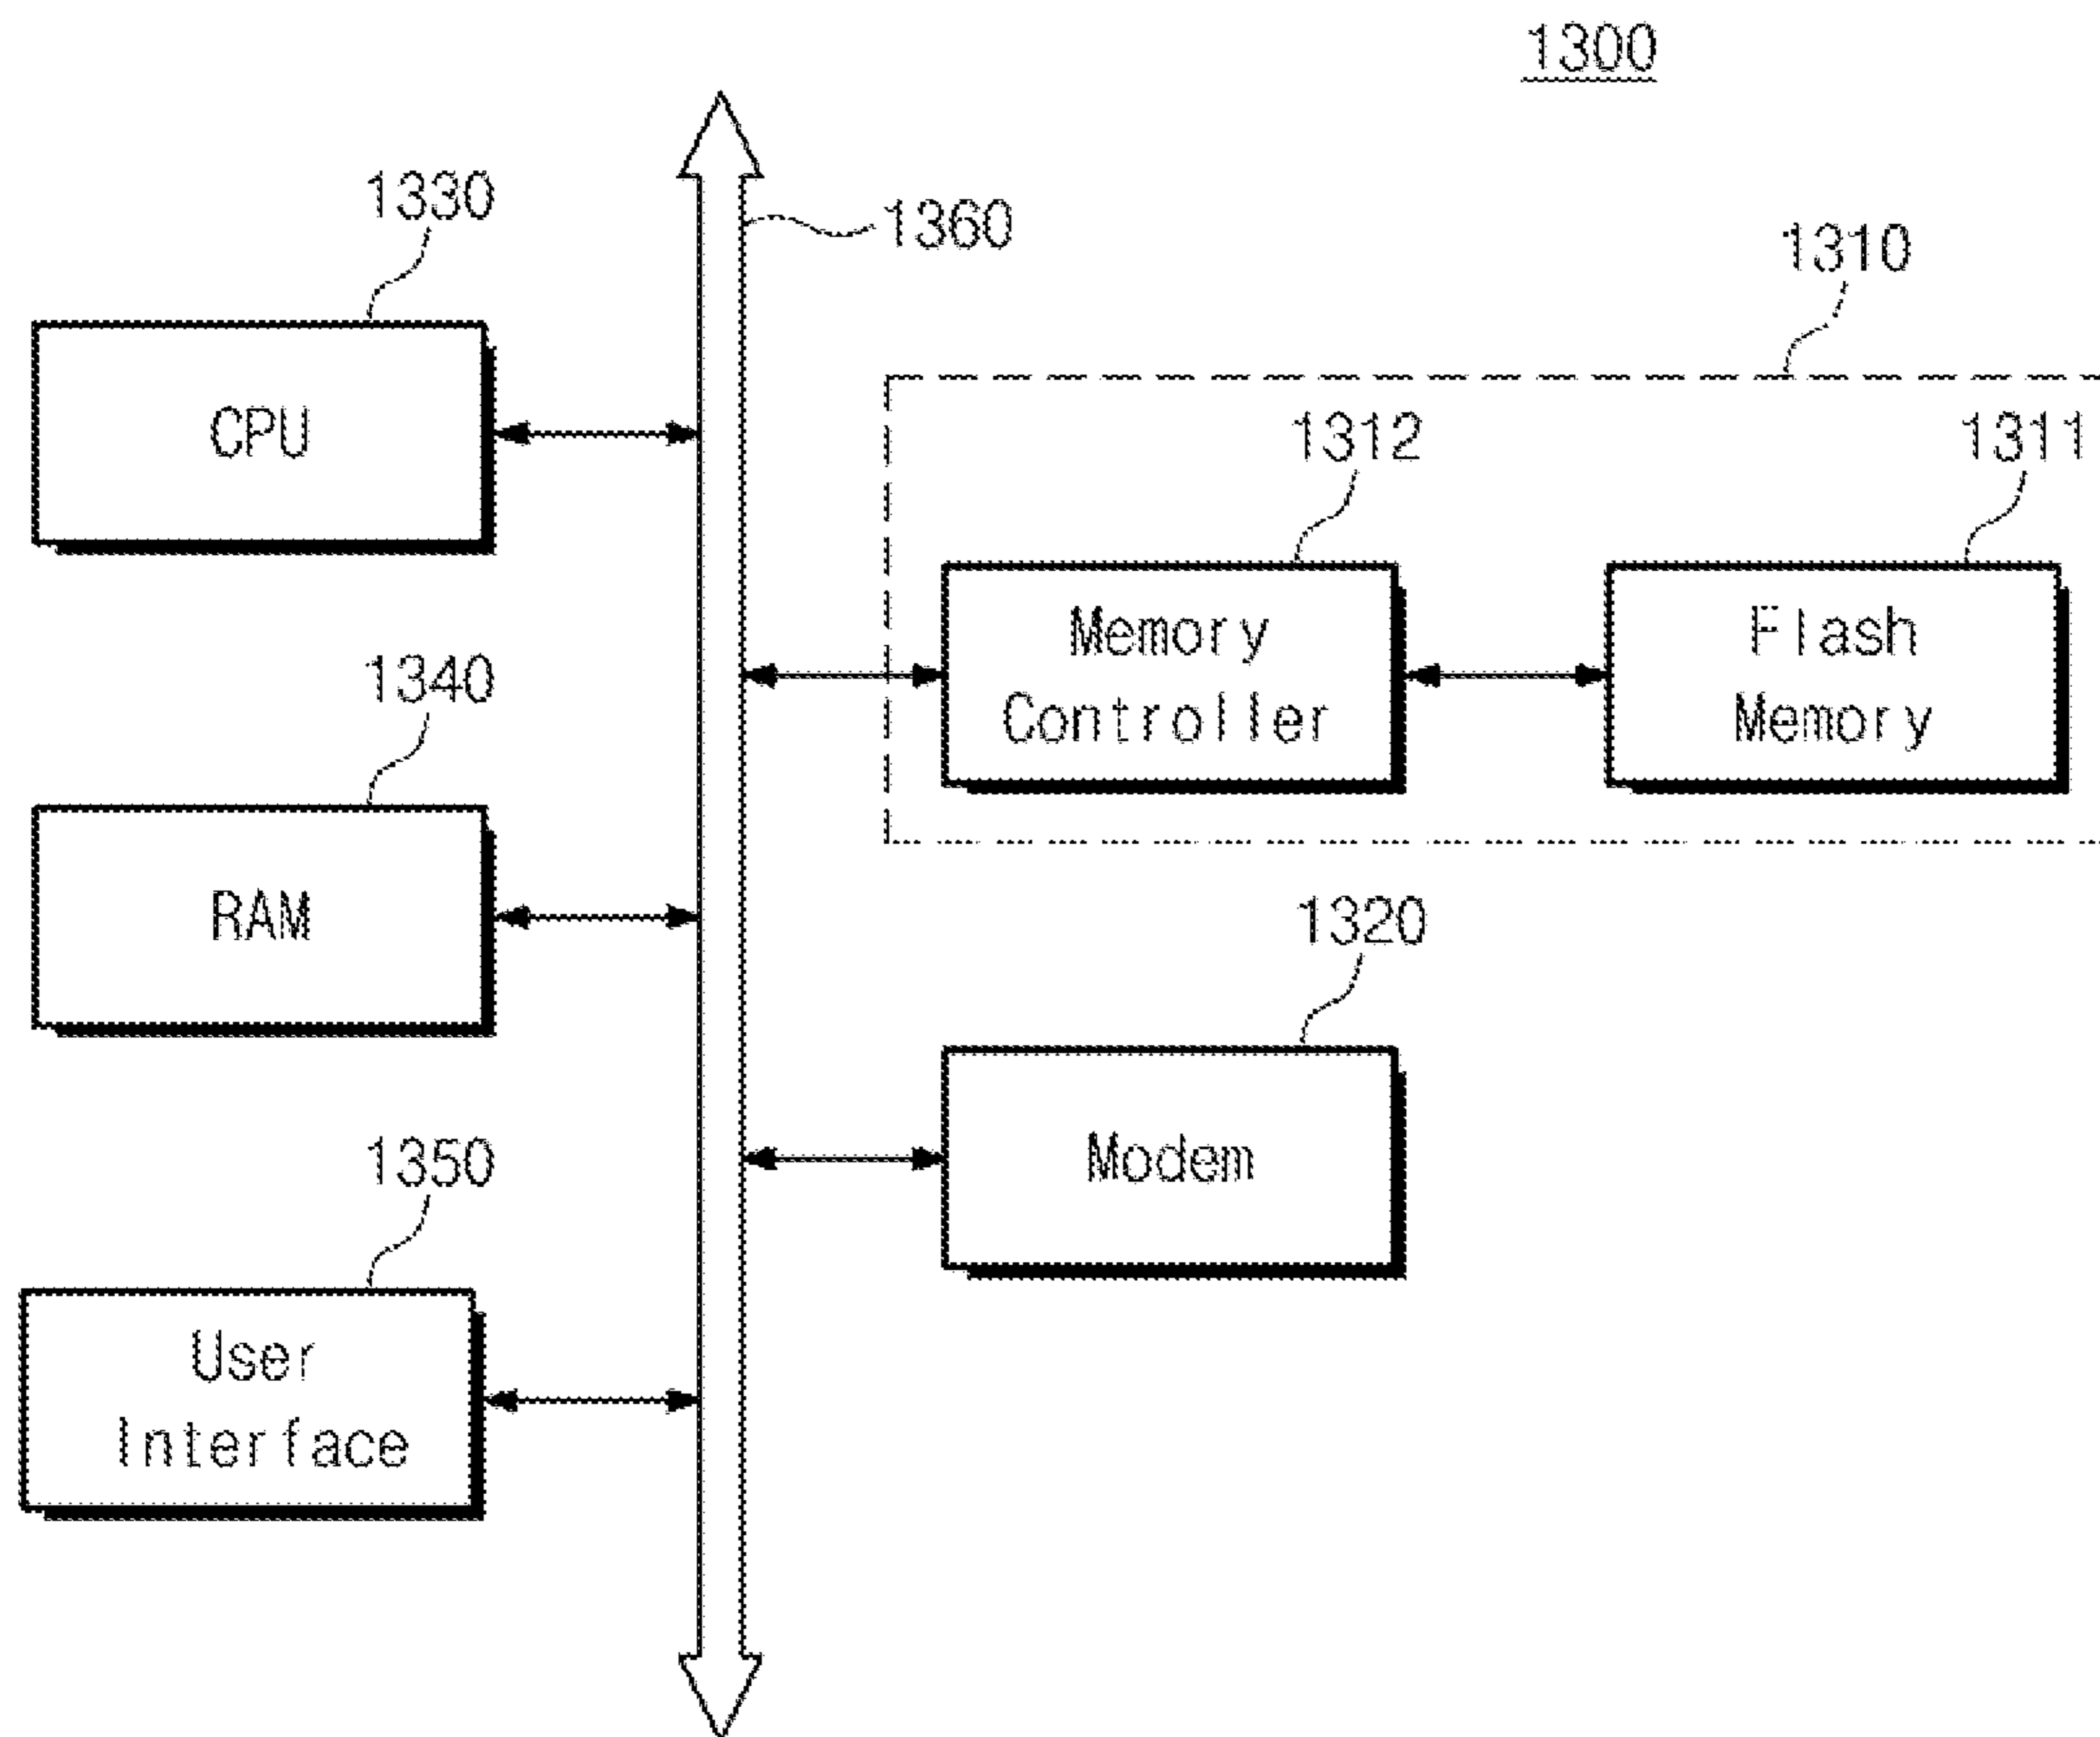 1300
1330
1360
1310
CPU
1312
1311
Memory
Controller
Flash
Memory
1340
RAM
1320
Modem
1350
User
Interface